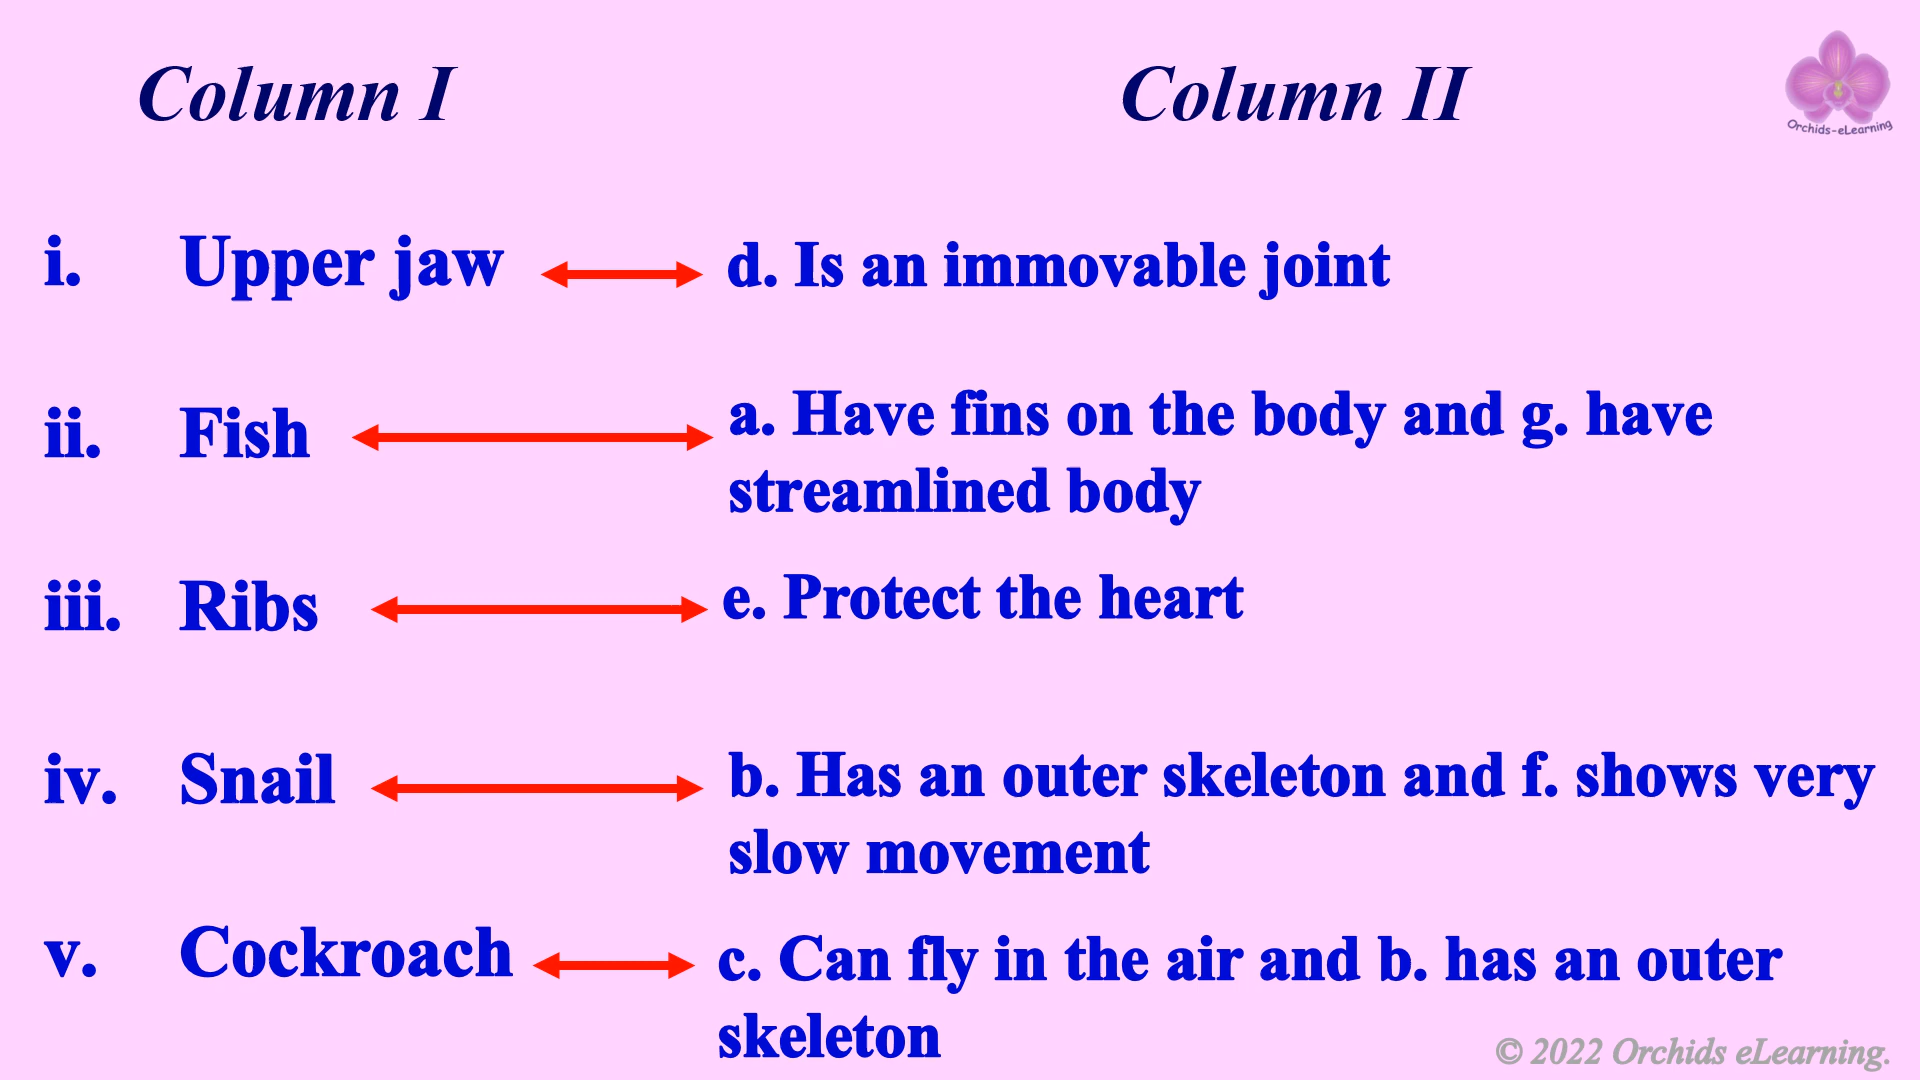 Column I Column II
Orchids-eLearning
i. Upper jaw d. Is an immovable joint
ii. Fish a. Have fins on the body and g. have
streamlined body
iii. Ribs e. Protect the heart
iv. Snail b. Has an outer skeleton and f. shows very
slow movement
v. Cockroach c. Can fly in the air and b. has an outer
skeleton
© 2022 Orchids eLearning.